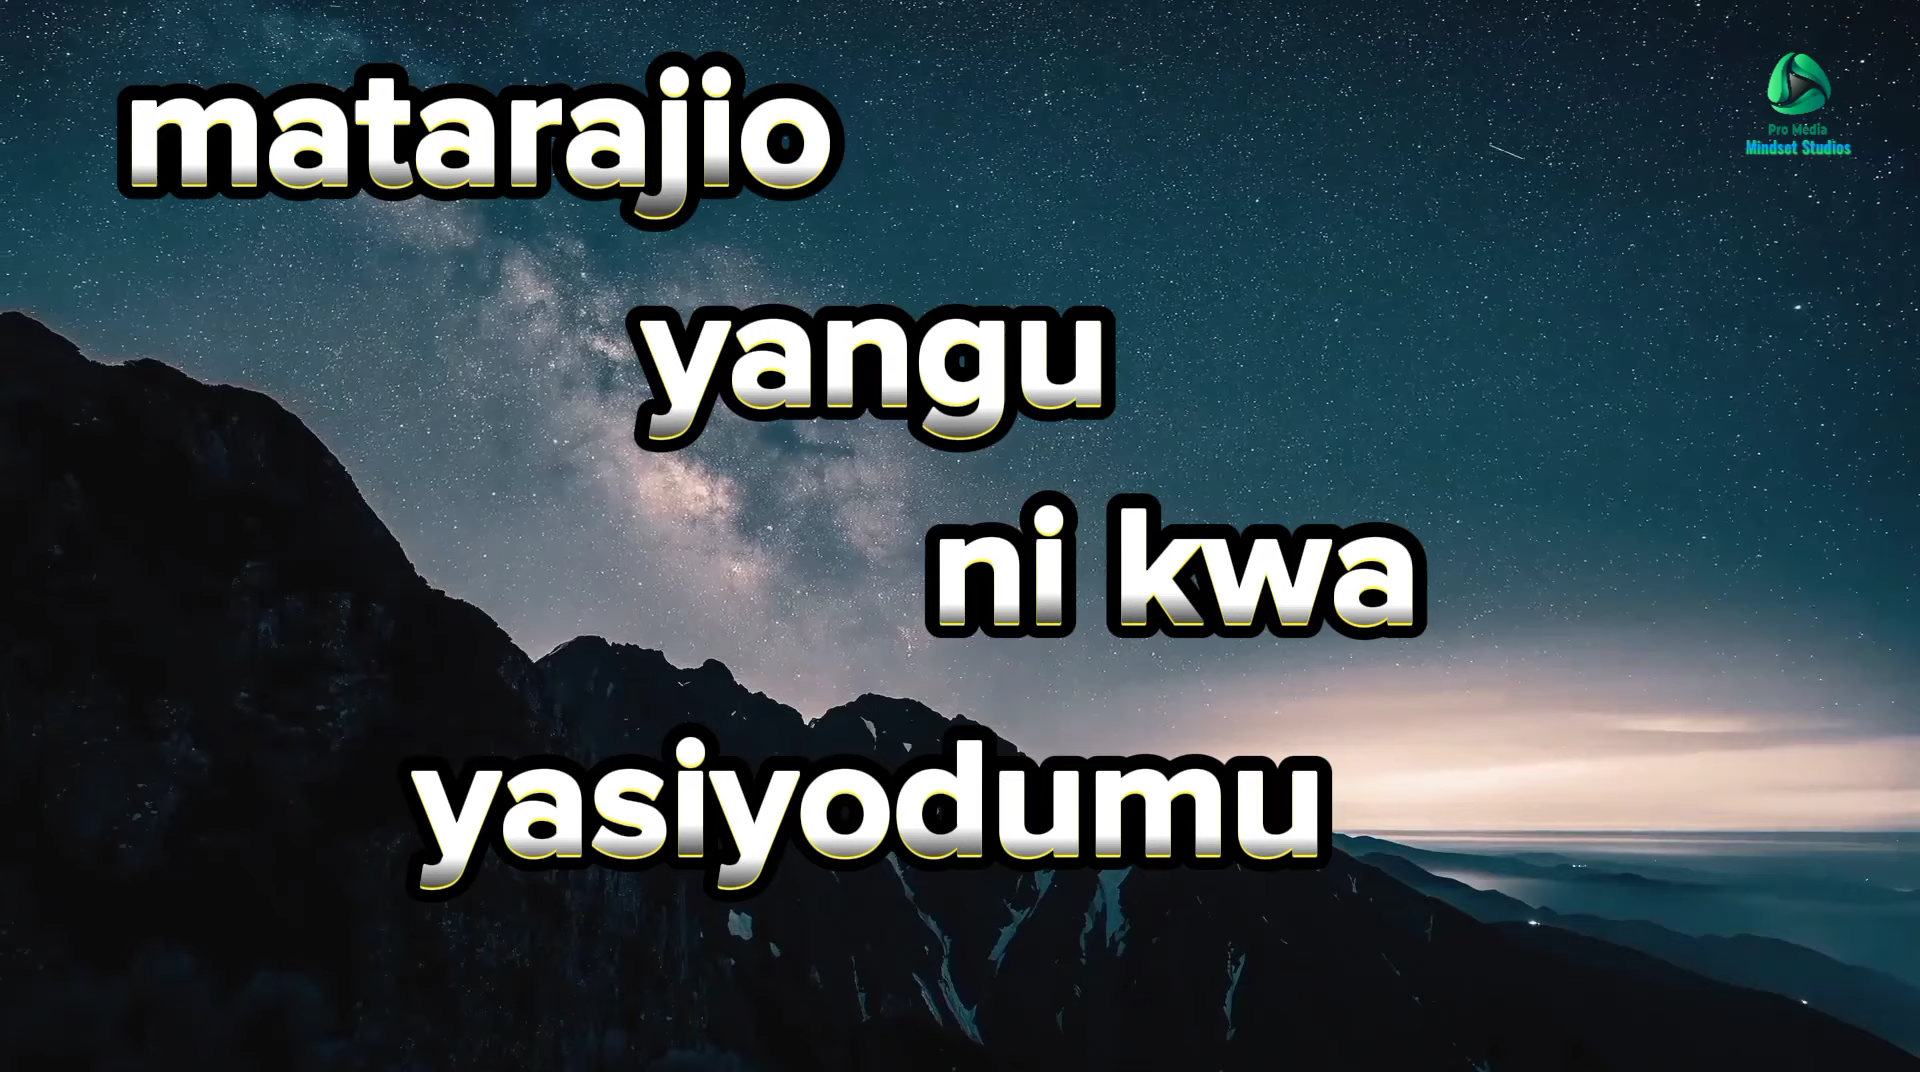 matarajio
yangu
ni kwa
yasiyodumu
Pro Média
Mindset Studios